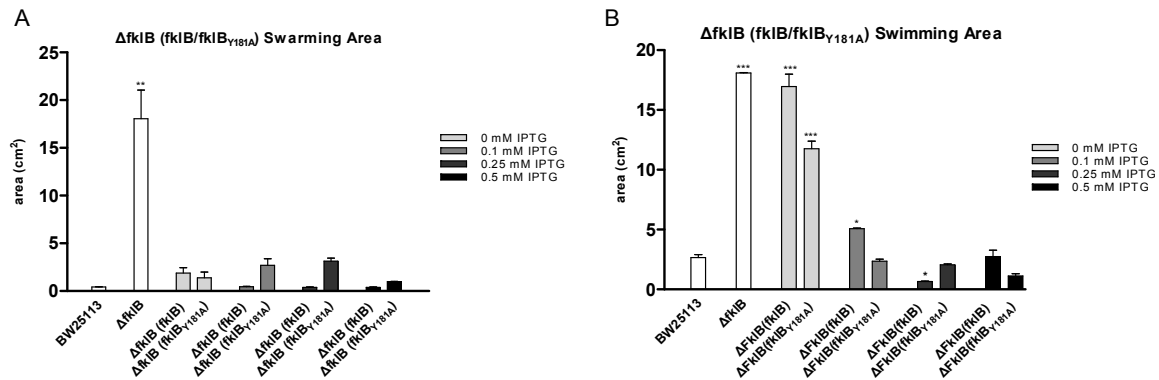 A
ΔfklB (fklB/fklBY181A) Swarming Area
area (cm2)
25
20
15
10
5
0
**
0 mM IPTG
0.1 mM IPTG
0.25 mM IPTG
0.5 mM IPTG
BW25113
ΔfklB
ΔfklB (fklB)
ΔfklB (fklBY181A)
ΔfklB (fklB)
ΔfklB (fklBY181A)
ΔfklB (fklB)
ΔfklB (fklBY181A)
ΔfklB (fklB)
ΔfklB (fklBY181A)
B
ΔfklB (fklB/fklBY181A) Swimming Area
area (cm2)
20
15
10
5
0
***
***
***
*
*
0 mM IPTG
0.1 mM IPTG
0.25 mM IPTG
0.5 mM IPTG
BW25113
ΔfklB
ΔFklB(fklB)
ΔFklB(fklBY181A)
ΔFklB(fklB)
ΔFklB(fklBY181A)
ΔFklB(fklB)
ΔFklB(fklBY181A)
ΔFklB(fklB)
ΔFklB(fklBY181A)